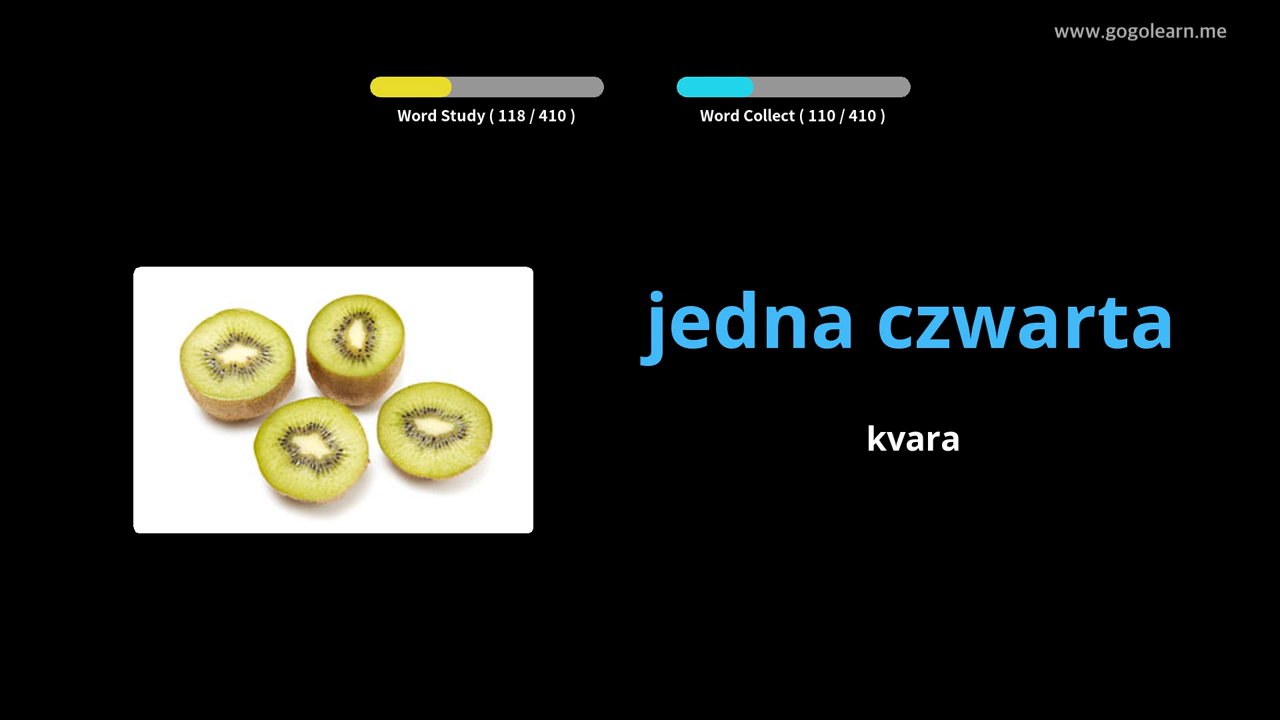 www.gogolearn.me
Word Study ( 118 / 410 )
Word Collect ( 110 / 410 )
jedna czwarta
kvara